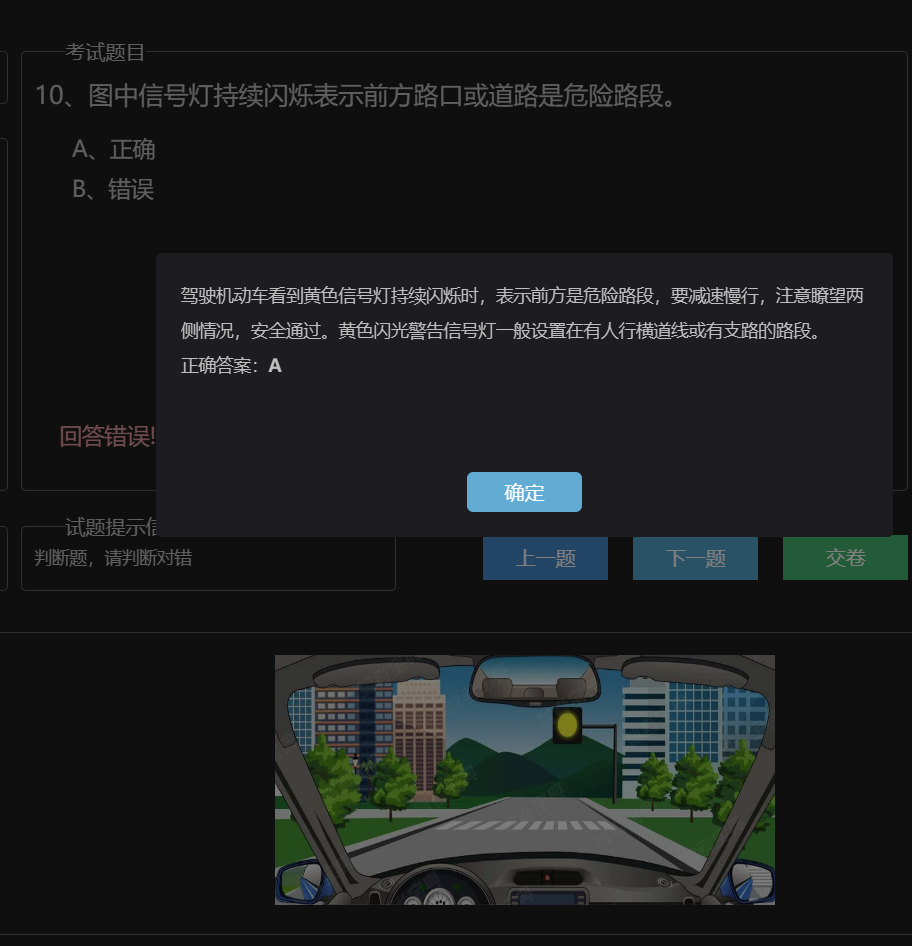 考试题目
10、图中信号灯持续闪烁表示前方路口或道路是危险路段。
A、正确
B、错误
驾驶机动车看到黄色信号灯持续闪烁时，表示前方是危险路段，要减速慢行，注意瞭望两
侧情况，安全通过。黄色闪光警告信号灯一般设置在有人行横道线或有支路的路段。
正确答案：A
回答错误!
确定
试题提示信
判断题，请判断对错
上一题
下一题
交卷